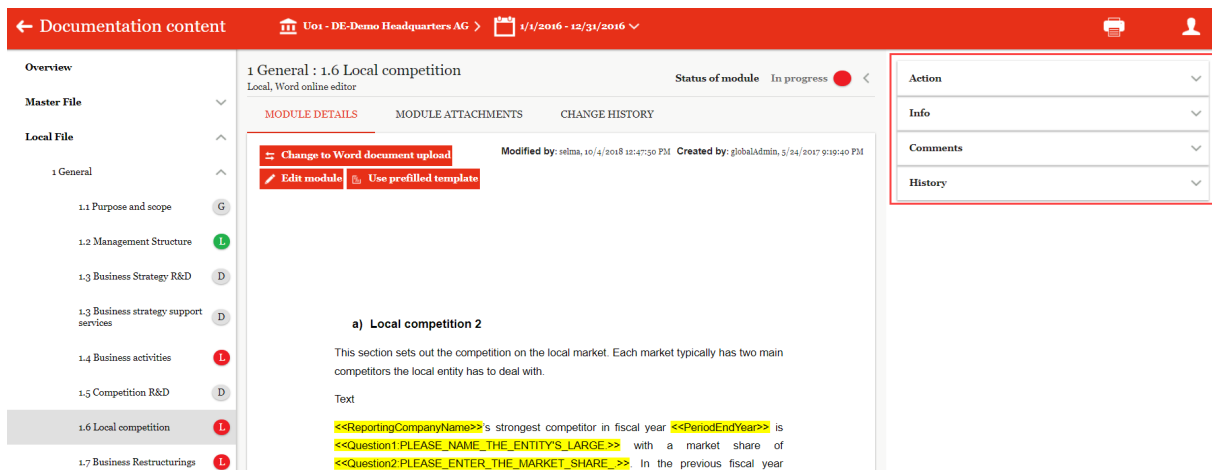 Documentation content
U01 - DE-Demo Headquarters AG
1/1/2016 - 12/31/2016
Overview
Master File
Local File
1 General
1.1 Purpose and scope
G
1.2 Management Structure
L
1.3 Business Strategy R&D
D
1.3 Business strategy support
services
D
1.4 Business activities
L
1.5 Competition R&D
D
1.6 Local competition
L
1.7 Business Restructurings
L
1 General : 1.6 Local competition
Local, Word online editor
Status of module In progress
MODULE DETAILS MODULE ATTACHMENTS CHANGE HISTORY
Change to Word document upload
Modified by: selma, 10/4/2018 12:47:50 PM Created by: globalAdmin, 5/24/2017 9:19:40 PM
Edit module Use prefilled template
a) Local competition 2
This section sets out the competition on the local market. Each market typically has two main
competitors the local entity has to deal with.
Text
<<ReportingCompanyName>>'s strongest competitor in fiscal year <<PeriodEndYear>> is
<<Question1:PLEASE_NAME_THE_ENTITY'S_LARGE.>> with a market share of
<<Question2:PLEASE_ENTER_THE_MARKET_SHARE_.>>. In the previous fiscal year
Action
Info
Comments
History